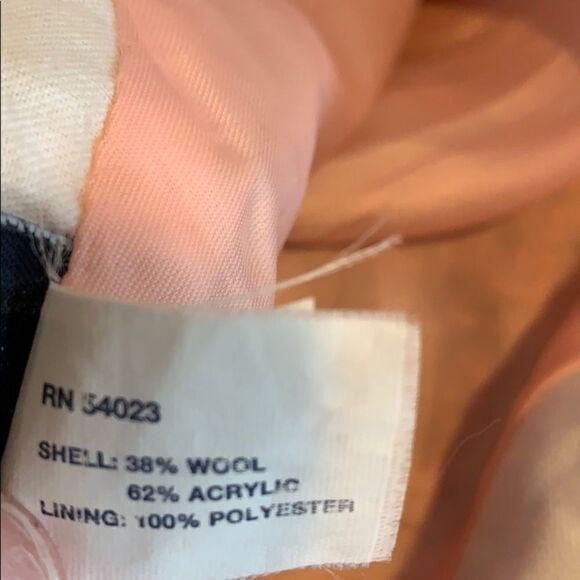 RN 54023
SHELL: 38% WOOL
62% ACRYLIC
LINING: 100% POLYESTER